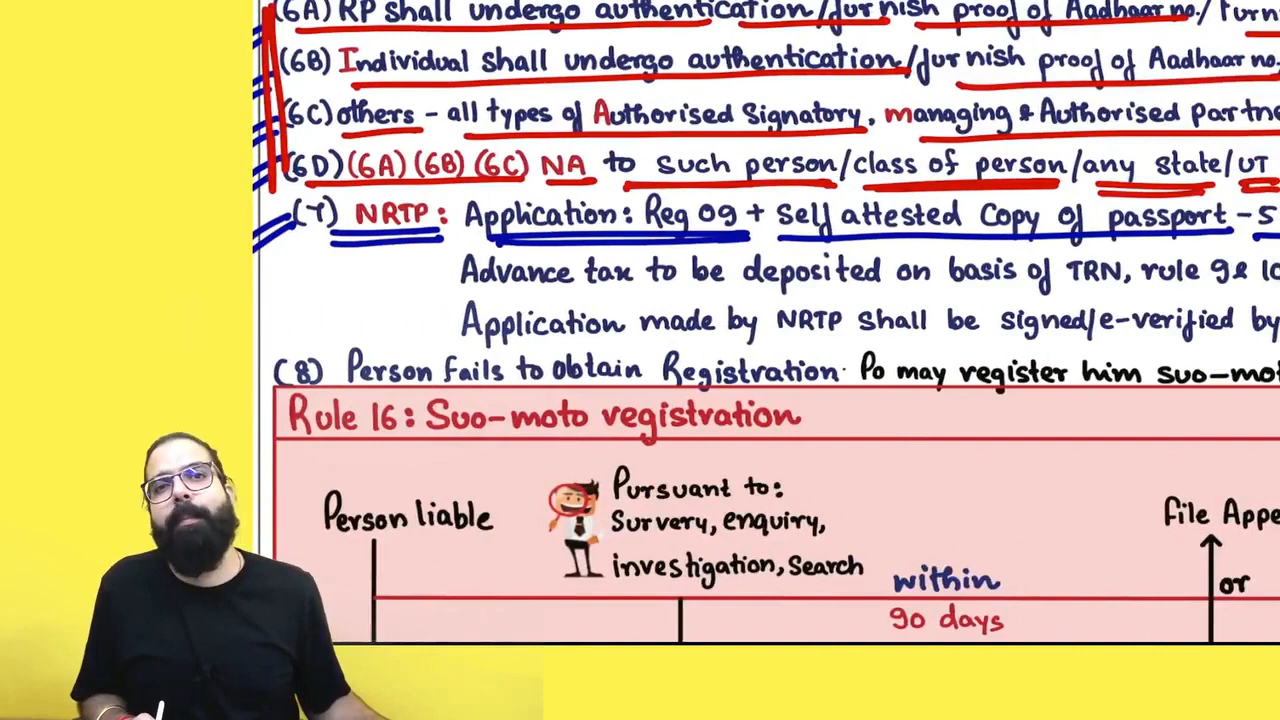 (6A) RP shall undergo authentication/furnish proof of Aadhaar no./
(6B) Individual shall undergo authentication/furnish proof of Aadhaar no.
(6C) others - all types of Authorised Signatory, managing & Authorised
(6D) (6A) (6B) (6C) NA to such person/class of person/any state/UT
(7) NRTP: Application: Reg 09 + Self attested Copy of passport - 5
Advance tax to be deposited on basis of TRN, rule 9 & 10
Application made by NRTP shall be signed/e-verified by
(8) Person fails to obtain Registration. PO may register him suo-mot
Rule 16: Suo-moto registration
Person liable
Pursuant to:
Survery, enquiry,
investigation, Search
within
90 days
File Appe
or